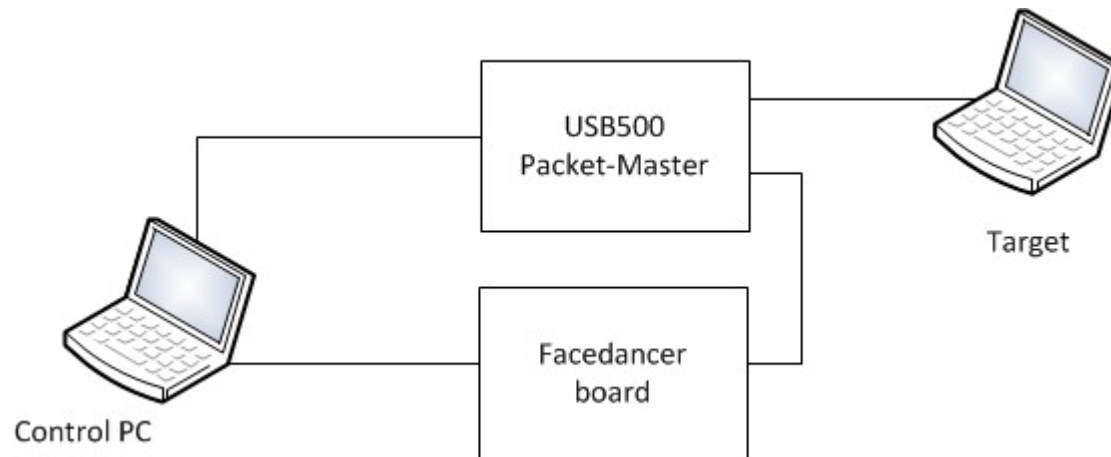 USB500
Packet-Master
Target
Facedancer
board
Control PC